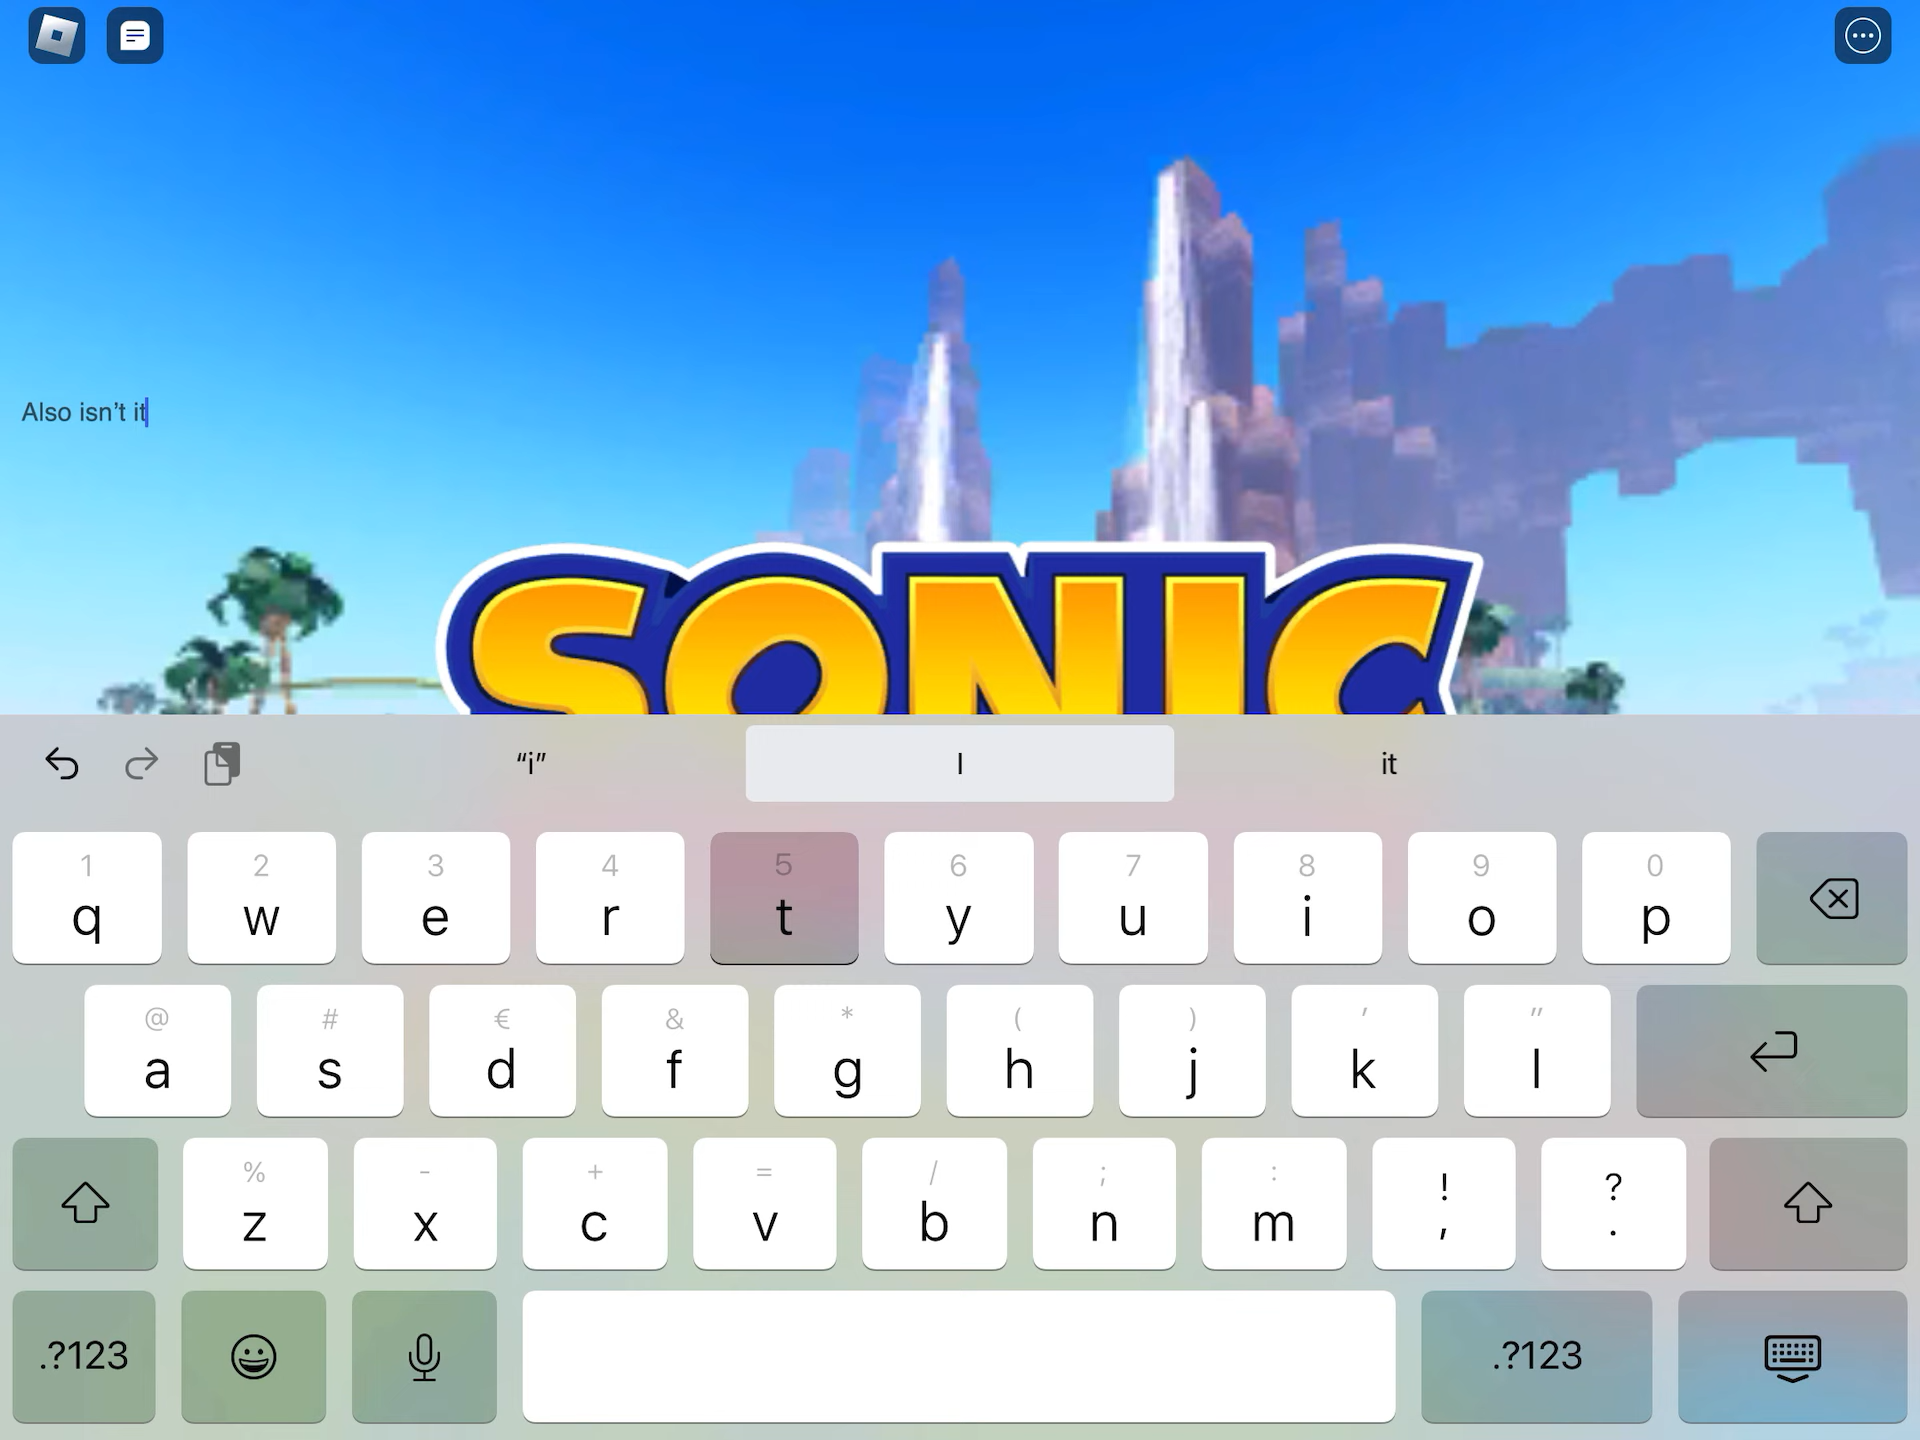 Also isn’t it
SONIC
“i” I it
1 2 3 4 5 6 7 8 9 0
q w e r t y u i o p
@ # € & * ( ) ' "
a s d f g h j k l
% - + = / ; : ! ?
z x c v b n m , .
.?123 .?123